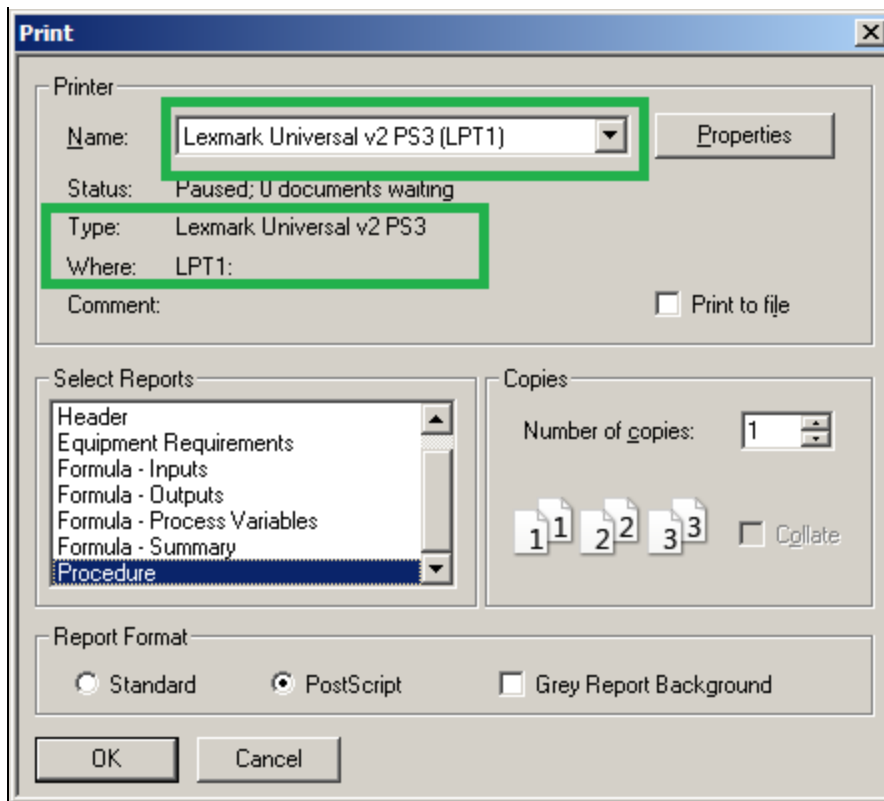 Print
Printer
Name: Lexmark Universal v2 PS3 (LPT1) Properties
Status: Paused; 0 documents waiting
Type: Lexmark Universal v2 PS3
Where: LPT1:
Comment: Print to file
Select Reports
Header
Equipment Requirements
Formula - Inputs
Formula - Outputs
Formula - Process Variables
Formula - Summary
Procedure
Copies
Number of copies: 1
1 1 2 2 3 3 Collate
Report Format
Standard PostScript Grey Report Background
OK Cancel